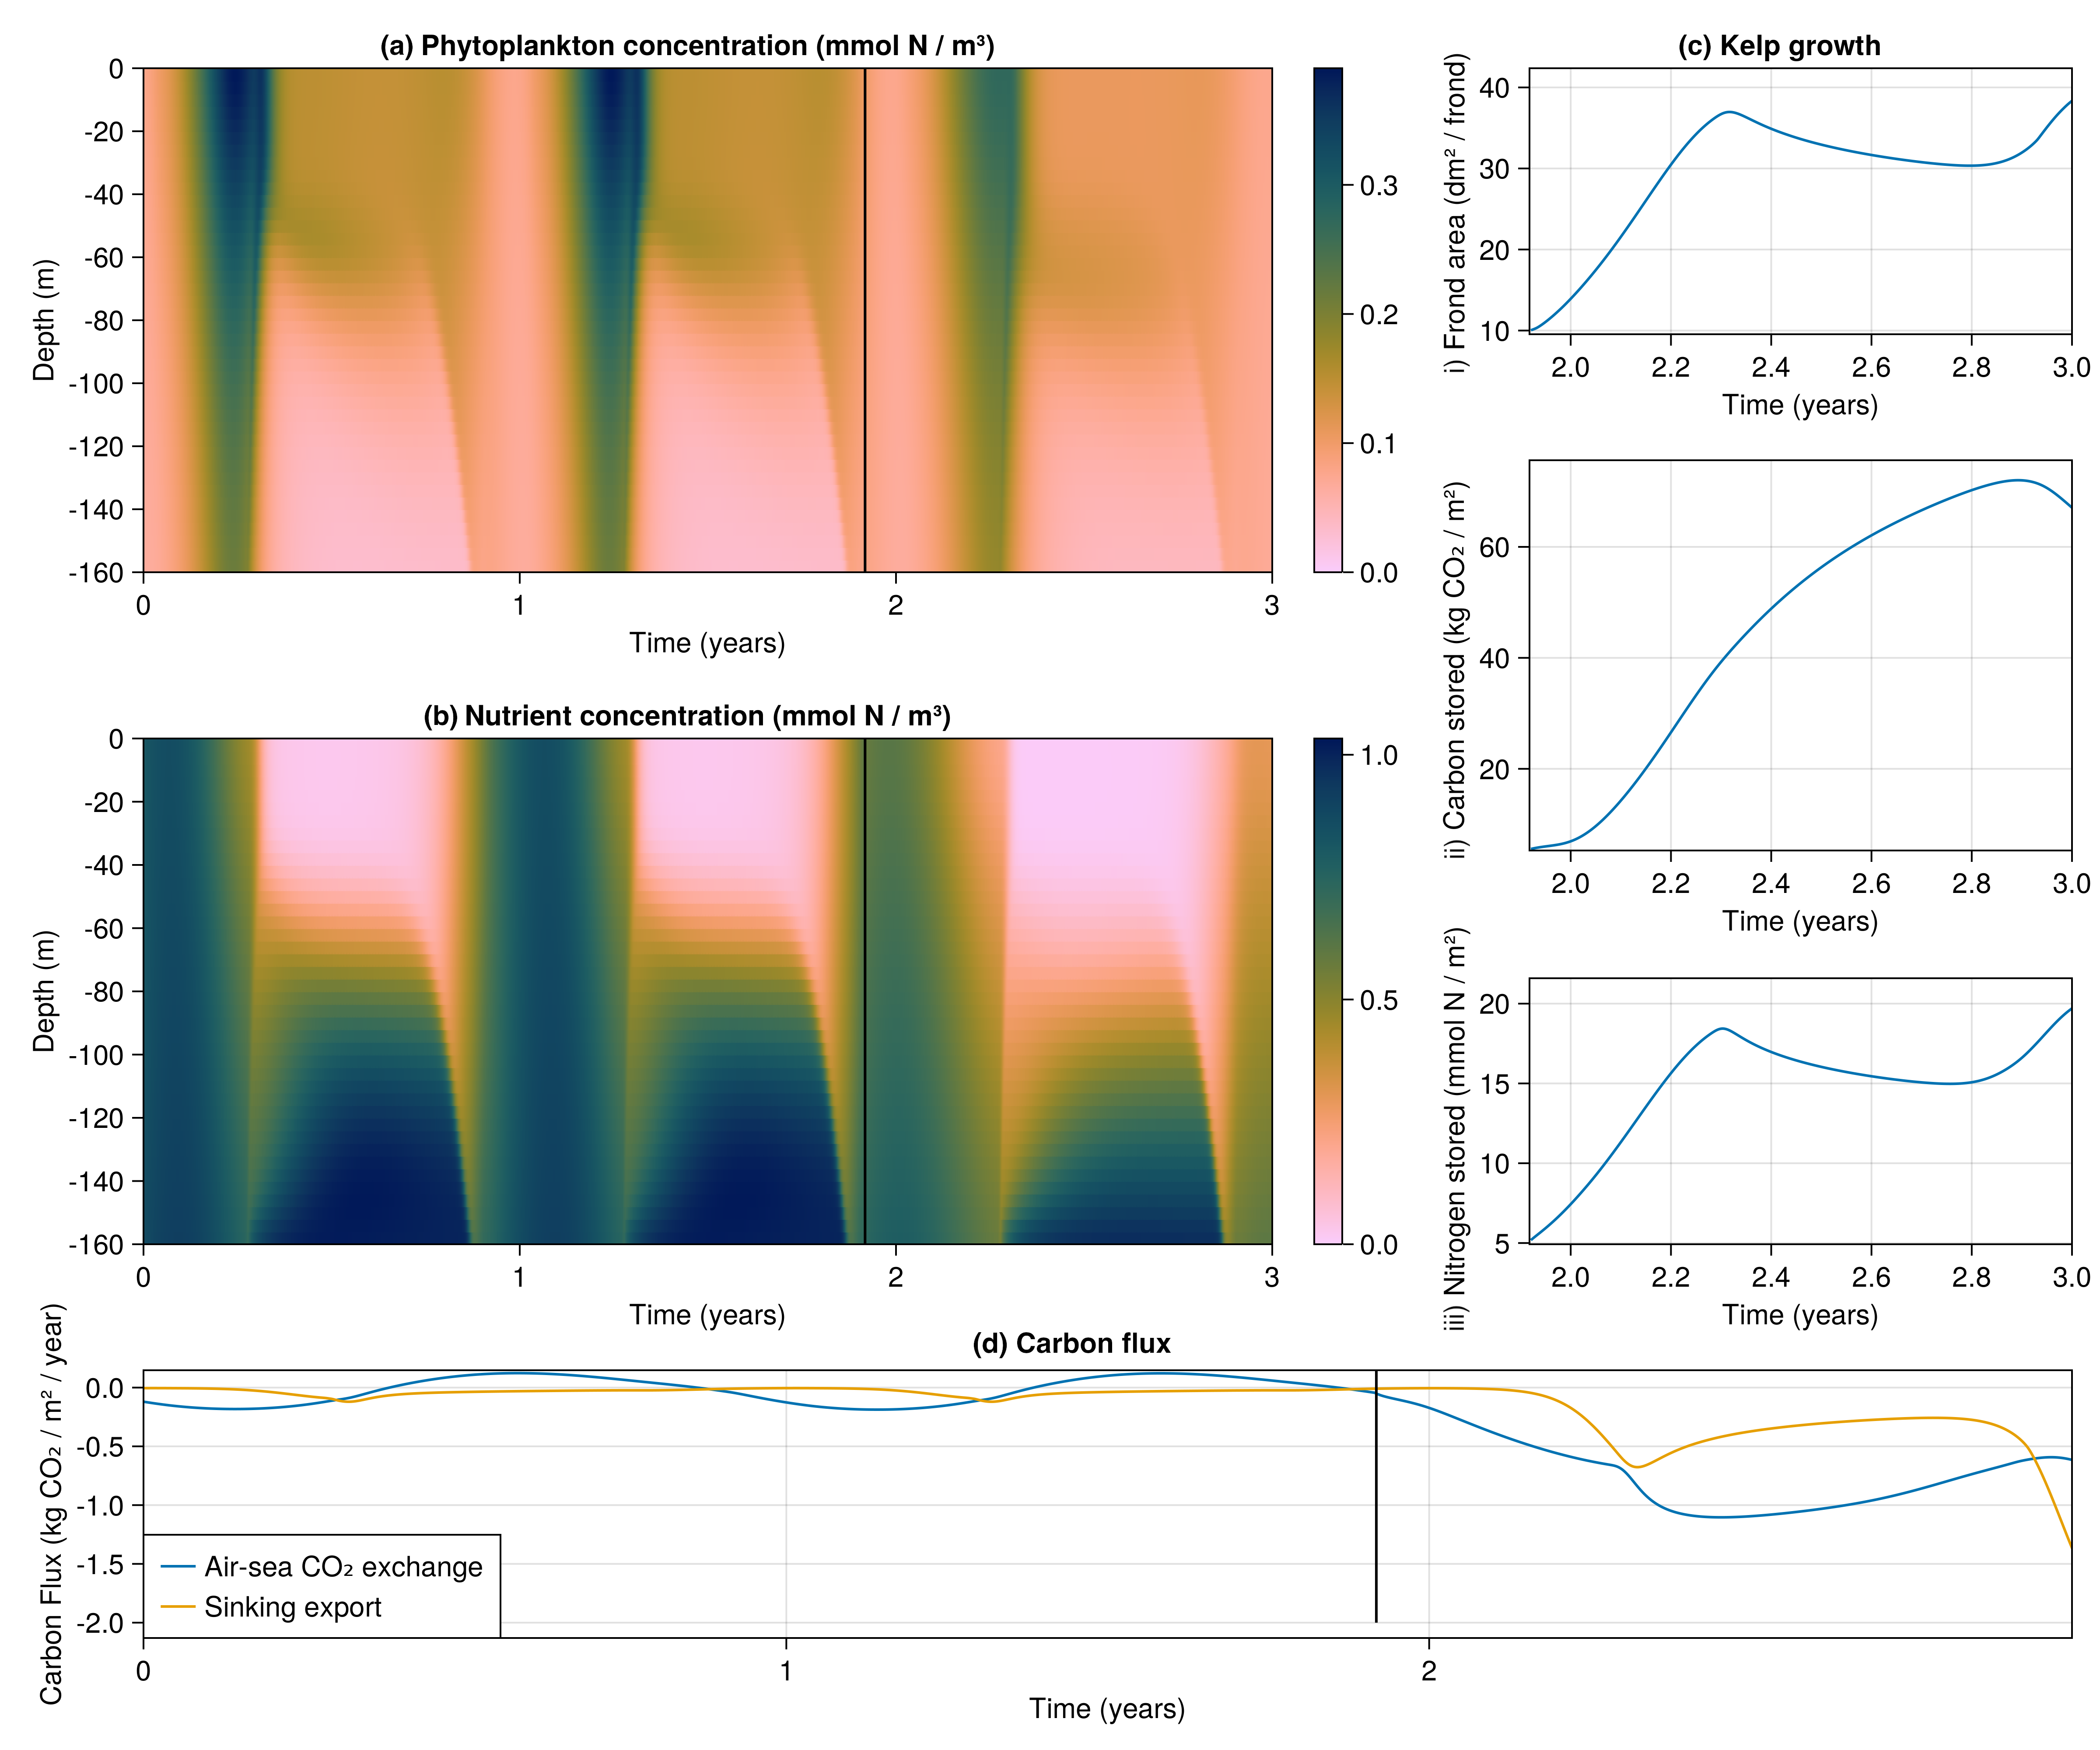 (a) Phytoplankton concentration (mmol N / m³)
Depth (m)
0
-20
-40
-60
-80
-100
-120
-140
-160
0 1 2 3
Time (years)
0.3
0.2
0.1
0.0
(b) Nutrient concentration (mmol N / m³)
Depth (m)
0
-20
-40
-60
-80
-100
-120
-140
-160
0 1 2 3
Time (years)
1.0
0.5
0.0
(c) Kelp growth
i) Frond area (dm² / frond)
40
30
20
10
2.0 2.2 2.4 2.6 2.8 3.0
Time (years)
ii) Carbon stored (kg CO₂ / m²)
60
40
20
2.0 2.2 2.4 2.6 2.8 3.0
Time (years)
iii) Nitrogen stored (mmol N / m²)
20
15
10
5
2.0 2.2 2.4 2.6 2.8 3.0
Time (years)
(d) Carbon flux
Carbon Flux (kg CO₂ / m² / year)
0.0
-0.5
-1.0
-1.5
-2.0
Air-sea CO₂ exchange
Sinking export
0 1 2
Time (years)